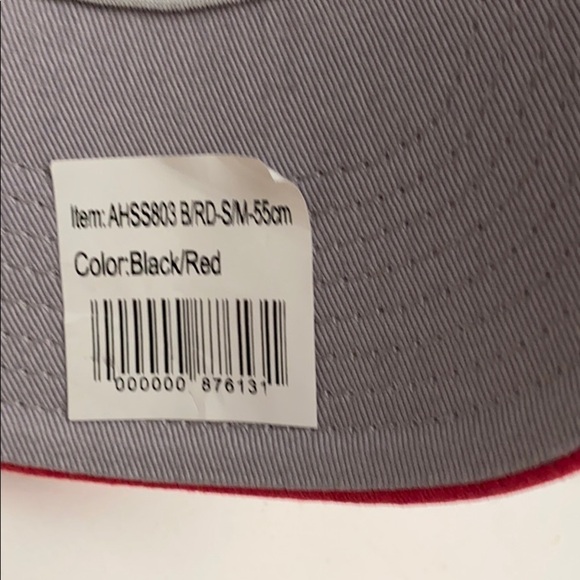 Item: AHSS803 B/RD-S/M-55cm
Color:Black/Red
000000 876131